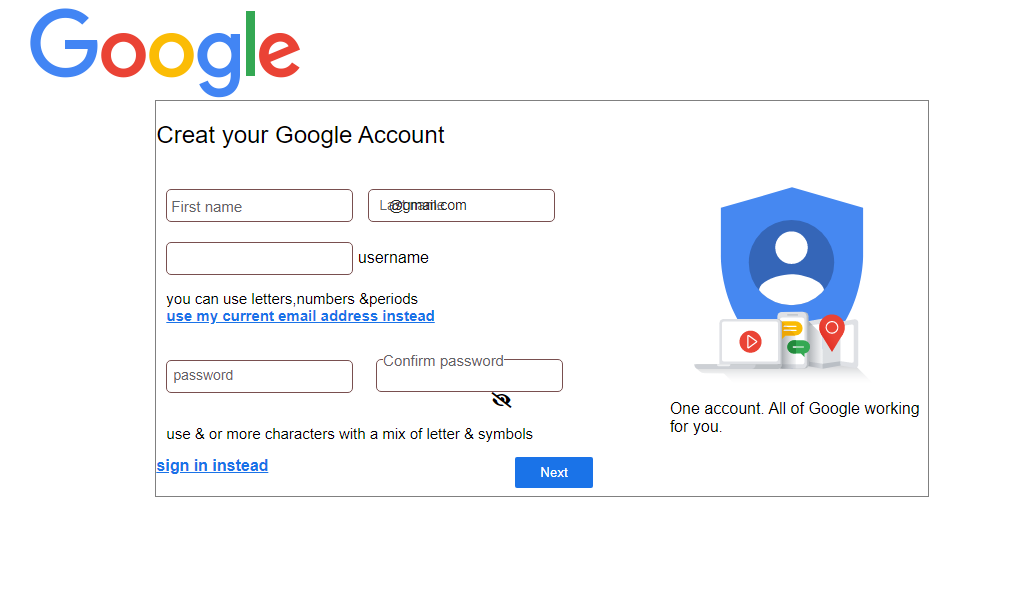 Google
Creat your Google Account
First name
Last name
@gmail.com
username
you can use letters,numbers &periods
use my current email address instead
password
Confirm password
use & or more characters with a mix of letter & symbols
sign in instead
Next
One account. All of Google working
for you.